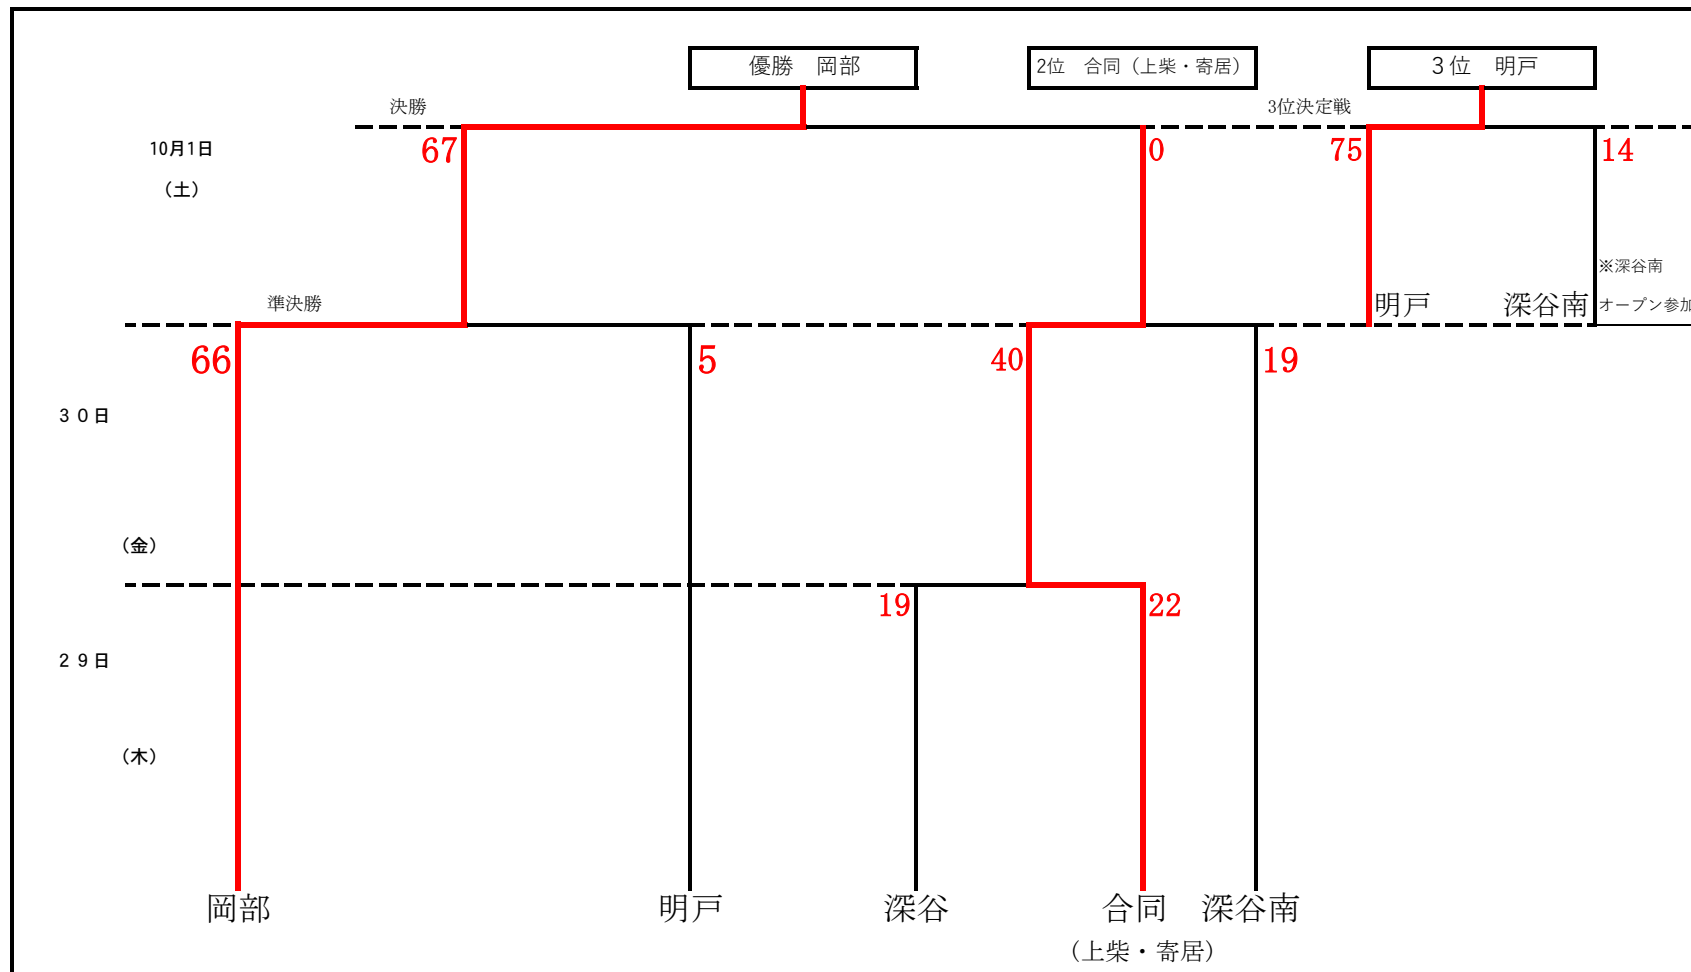 優勝　岡部
2位　合同（上柴・寄居）
３位　明戸
決勝
3位決定戦
10月1日
67
0
75
14
（土）
※深谷南
準決勝
明戸
深谷南
オープン参加
66
5
40
19
３０日
（金）
19
22
２９日
（木）
岡部
明戸
深谷
合同
深谷南
（上柴・寄居）